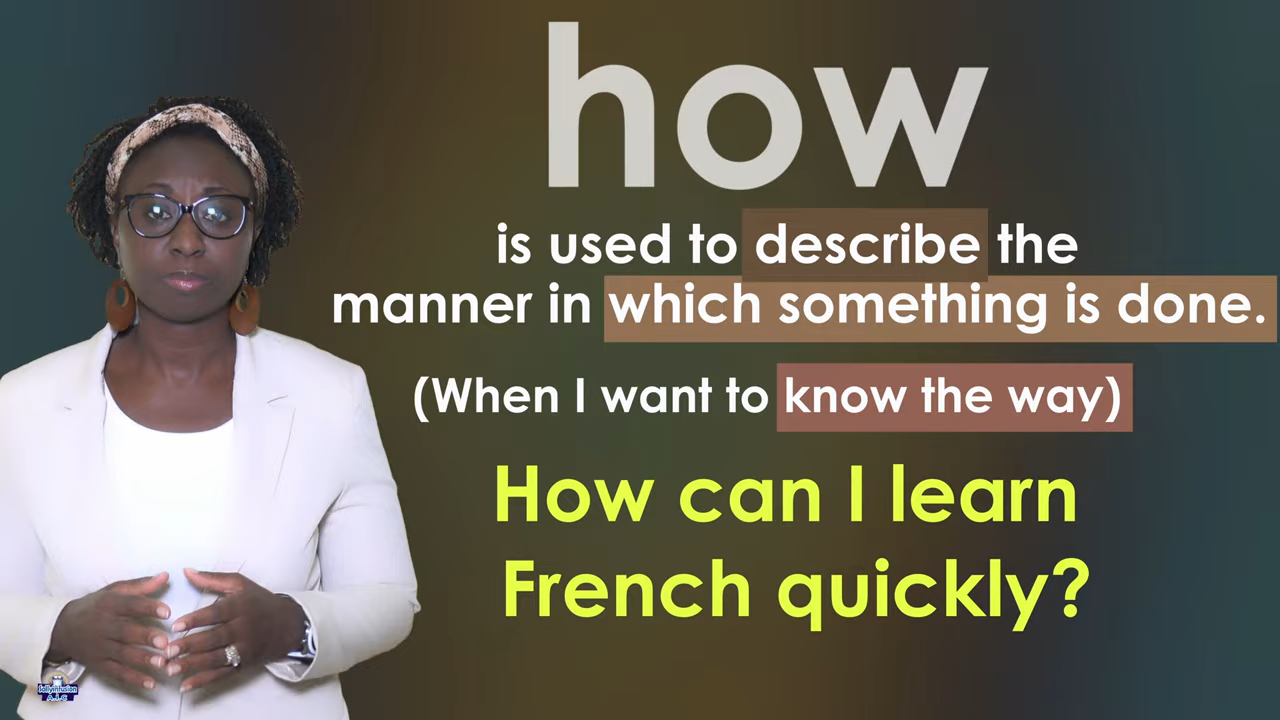 how
is used to describe the
manner in which something is done.
(When I want to know the way)
How can I learn
French quickly?
Sallyinfusion
A.I.C